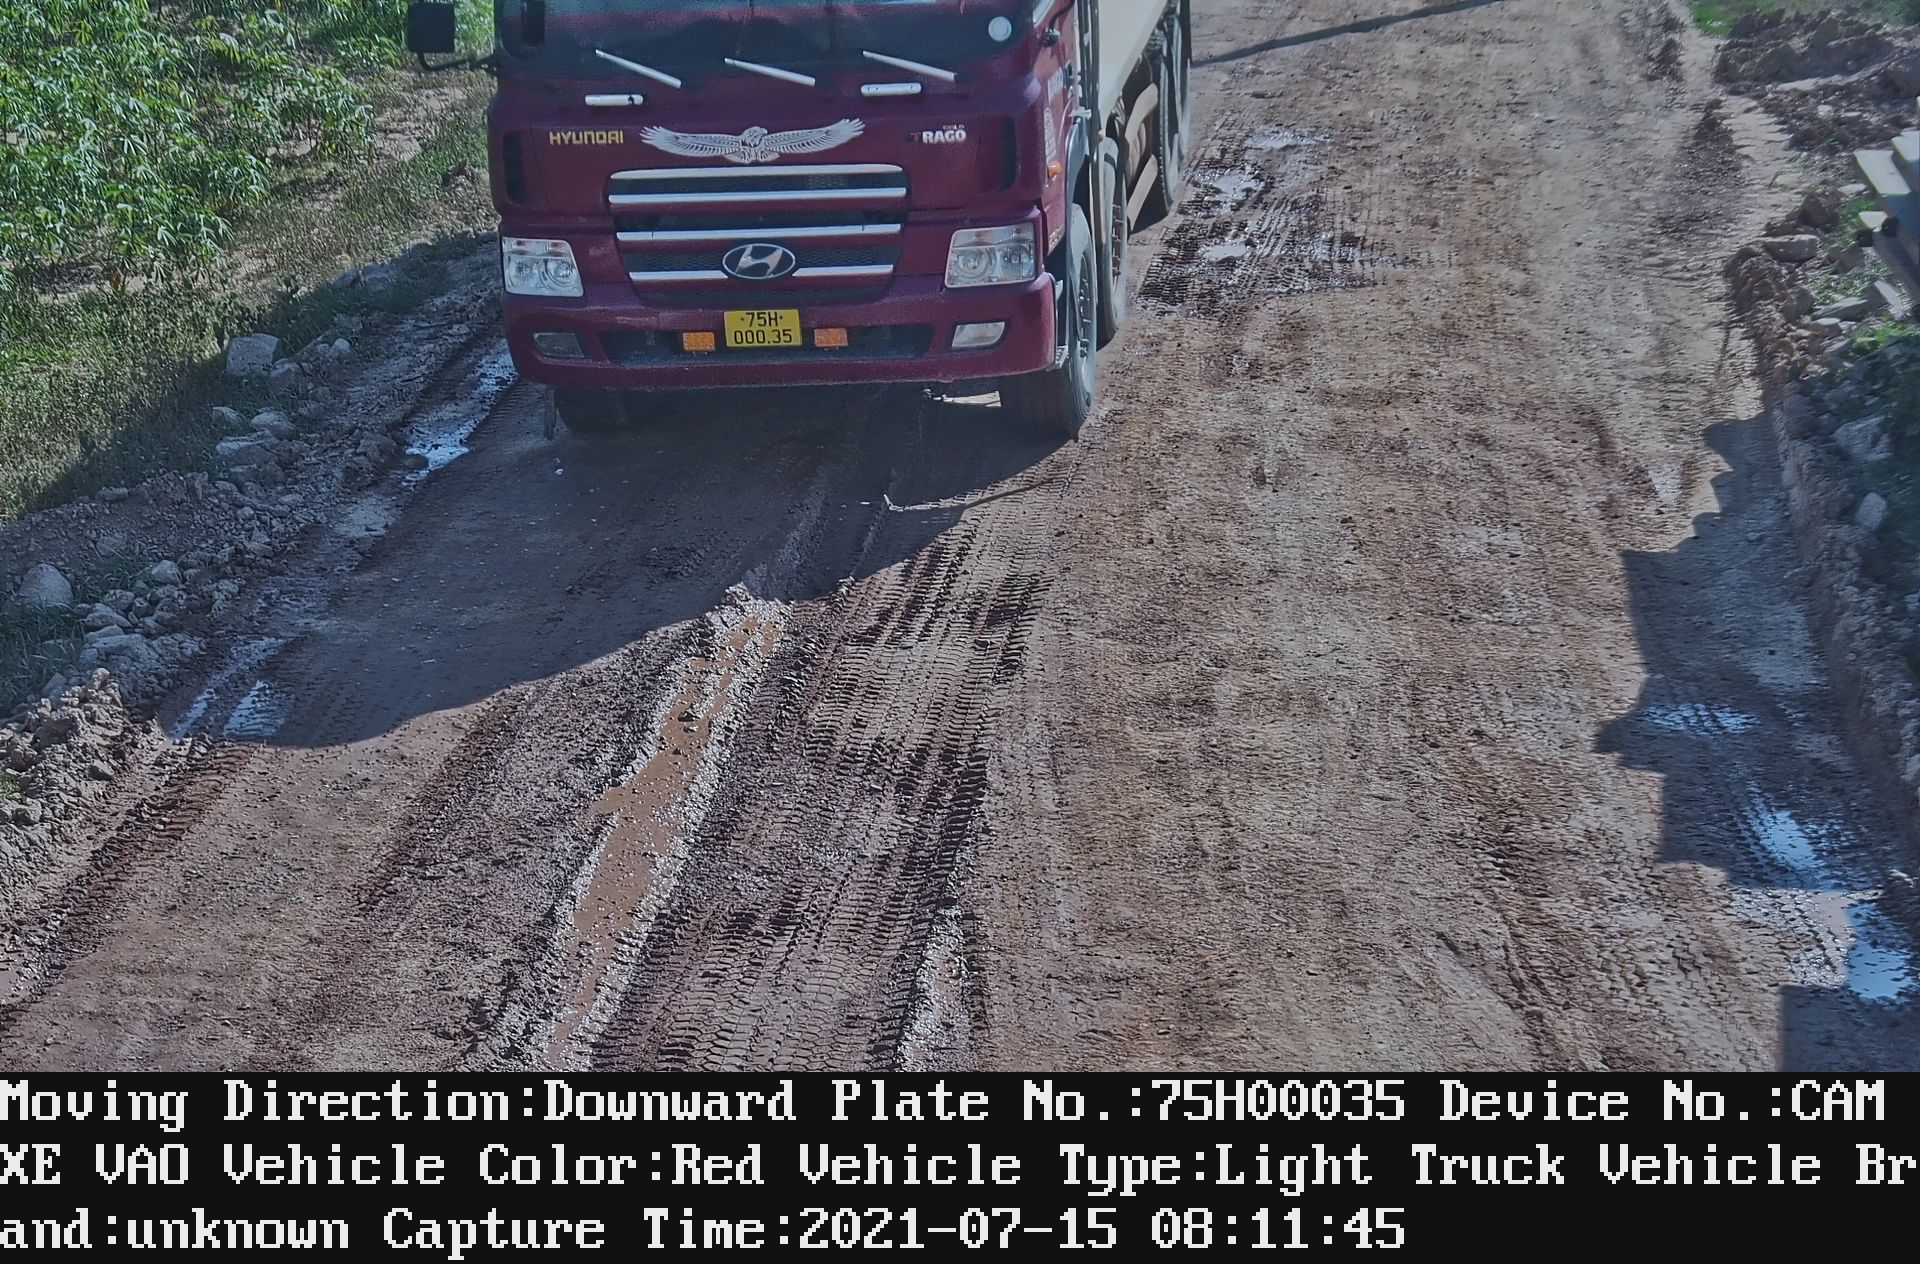 HYUNDAI
GOLD
TRAGO
75H
000.35
Moving Direction:Downward Plate No.:75H00035 Device No.:CAM
XE VAO Vehicle Color:Red Vehicle Type:Light Truck Vehicle Br
and:unknown Capture Time:2021-07-15 08:11:45